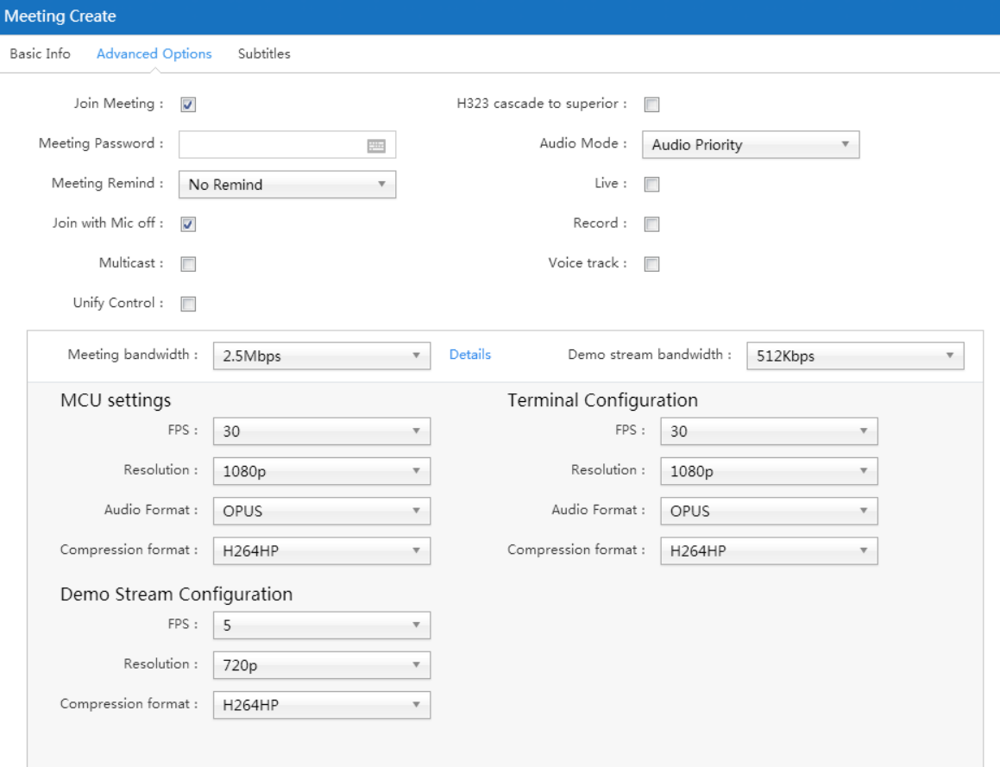 Meeting Create
Basic Info Advanced Options Subtitles
Join Meeting : H323 cascade to superior :
Meeting Password : Audio Mode : Audio Priority
Meeting Remind : No Remind Live :
Join with Mic off : Record :
Multicast : Voice track :
Unify Control :
Meeting bandwidth : 2.5Mbps Details Demo stream bandwidth : 512Kbps
MCU settings Terminal Configuration
FPS : 30 FPS : 30
Resolution : 1080p Resolution : 1080p
Audio Format : OPUS Audio Format : OPUS
Compression format : H264HP Compression format : H264HP
Demo Stream Configuration
FPS : 5
Resolution : 720p
Compression format : H264HP